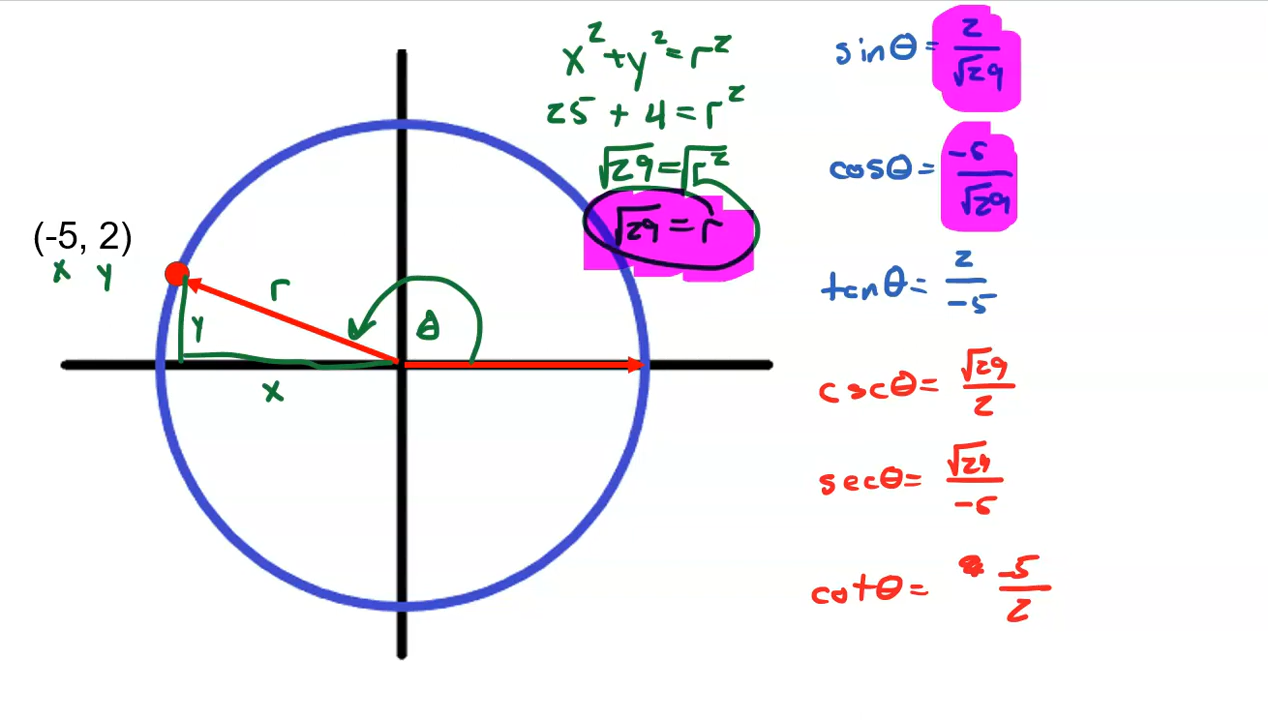 x² + y² = r²
25 + 4 = r²
√29 = √r²
√29 = r
(-5, 2)
x y
r
y
θ
x
sinθ = 2/√29
cosθ = -5/√29
tanθ = 2/-5
cscθ = √29/2
secθ = √29/-5
cotθ = -5/2